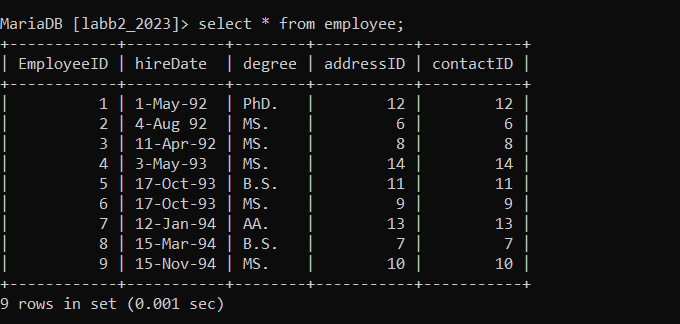 MariaDB [labb2_2023]> select * from employee;
+------------+-----------+--------+-----------+-----------+
| EmployeeID | hireDate  | degree | addressID | contactID |
+------------+-----------+--------+-----------+-----------+
|          1 | 1-May-92  | PhD.   |        12 |        12 |
|          2 | 4-Aug 92  | MS.    |         6 |         6 |
|          3 | 11-Apr-92 | MS.    |         8 |         8 |
|          4 | 3-May-93  | MS.    |        14 |        14 |
|          5 | 17-Oct-93 | B.S.   |        11 |        11 |
|          6 | 17-Oct-93 | MS.    |         9 |         9 |
|          7 | 12-Jan-94 | AA.    |        13 |        13 |
|          8 | 15-Mar-94 | B.S.   |         7 |         7 |
|          9 | 15-Nov-94 | MS.    |        10 |        10 |
+------------+-----------+--------+-----------+-----------+
9 rows in set (0.001 sec)